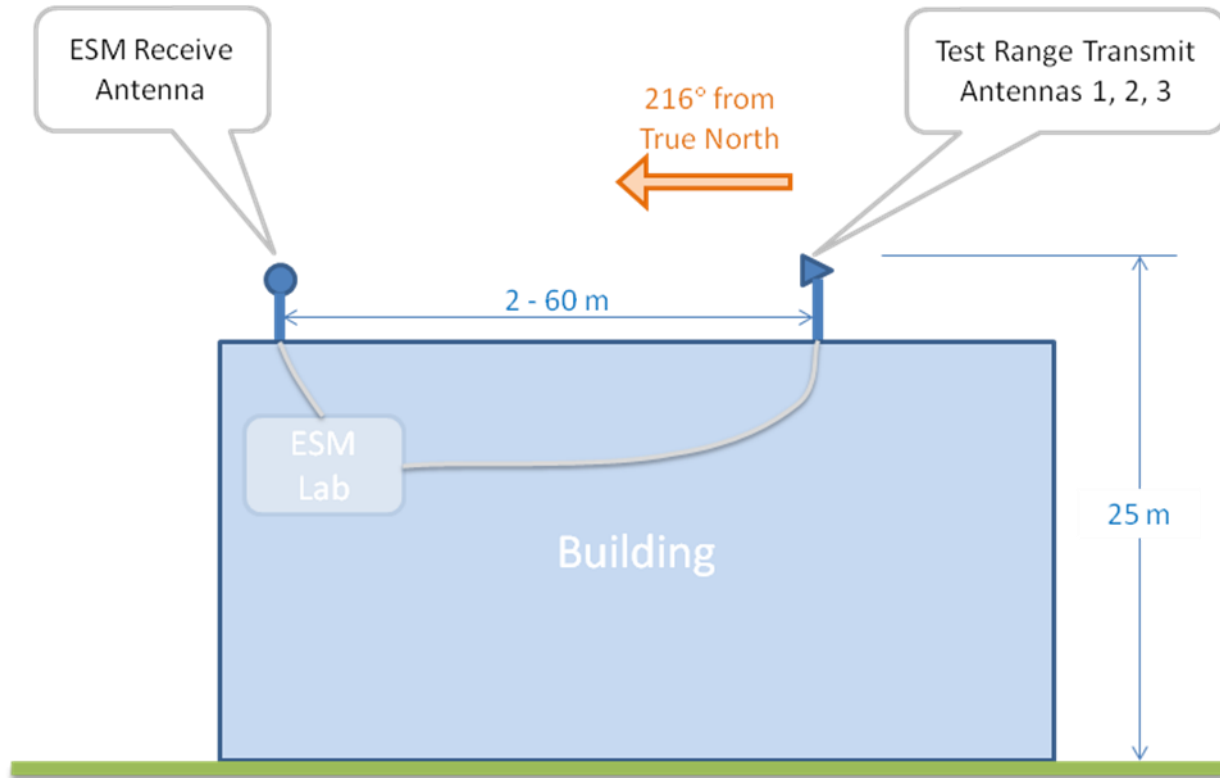 ESM Receive
Antenna
Test Range Transmit
Antennas 1, 2, 3
216° from
True North
2 - 60 m
ESM
Lab
25 m
Building